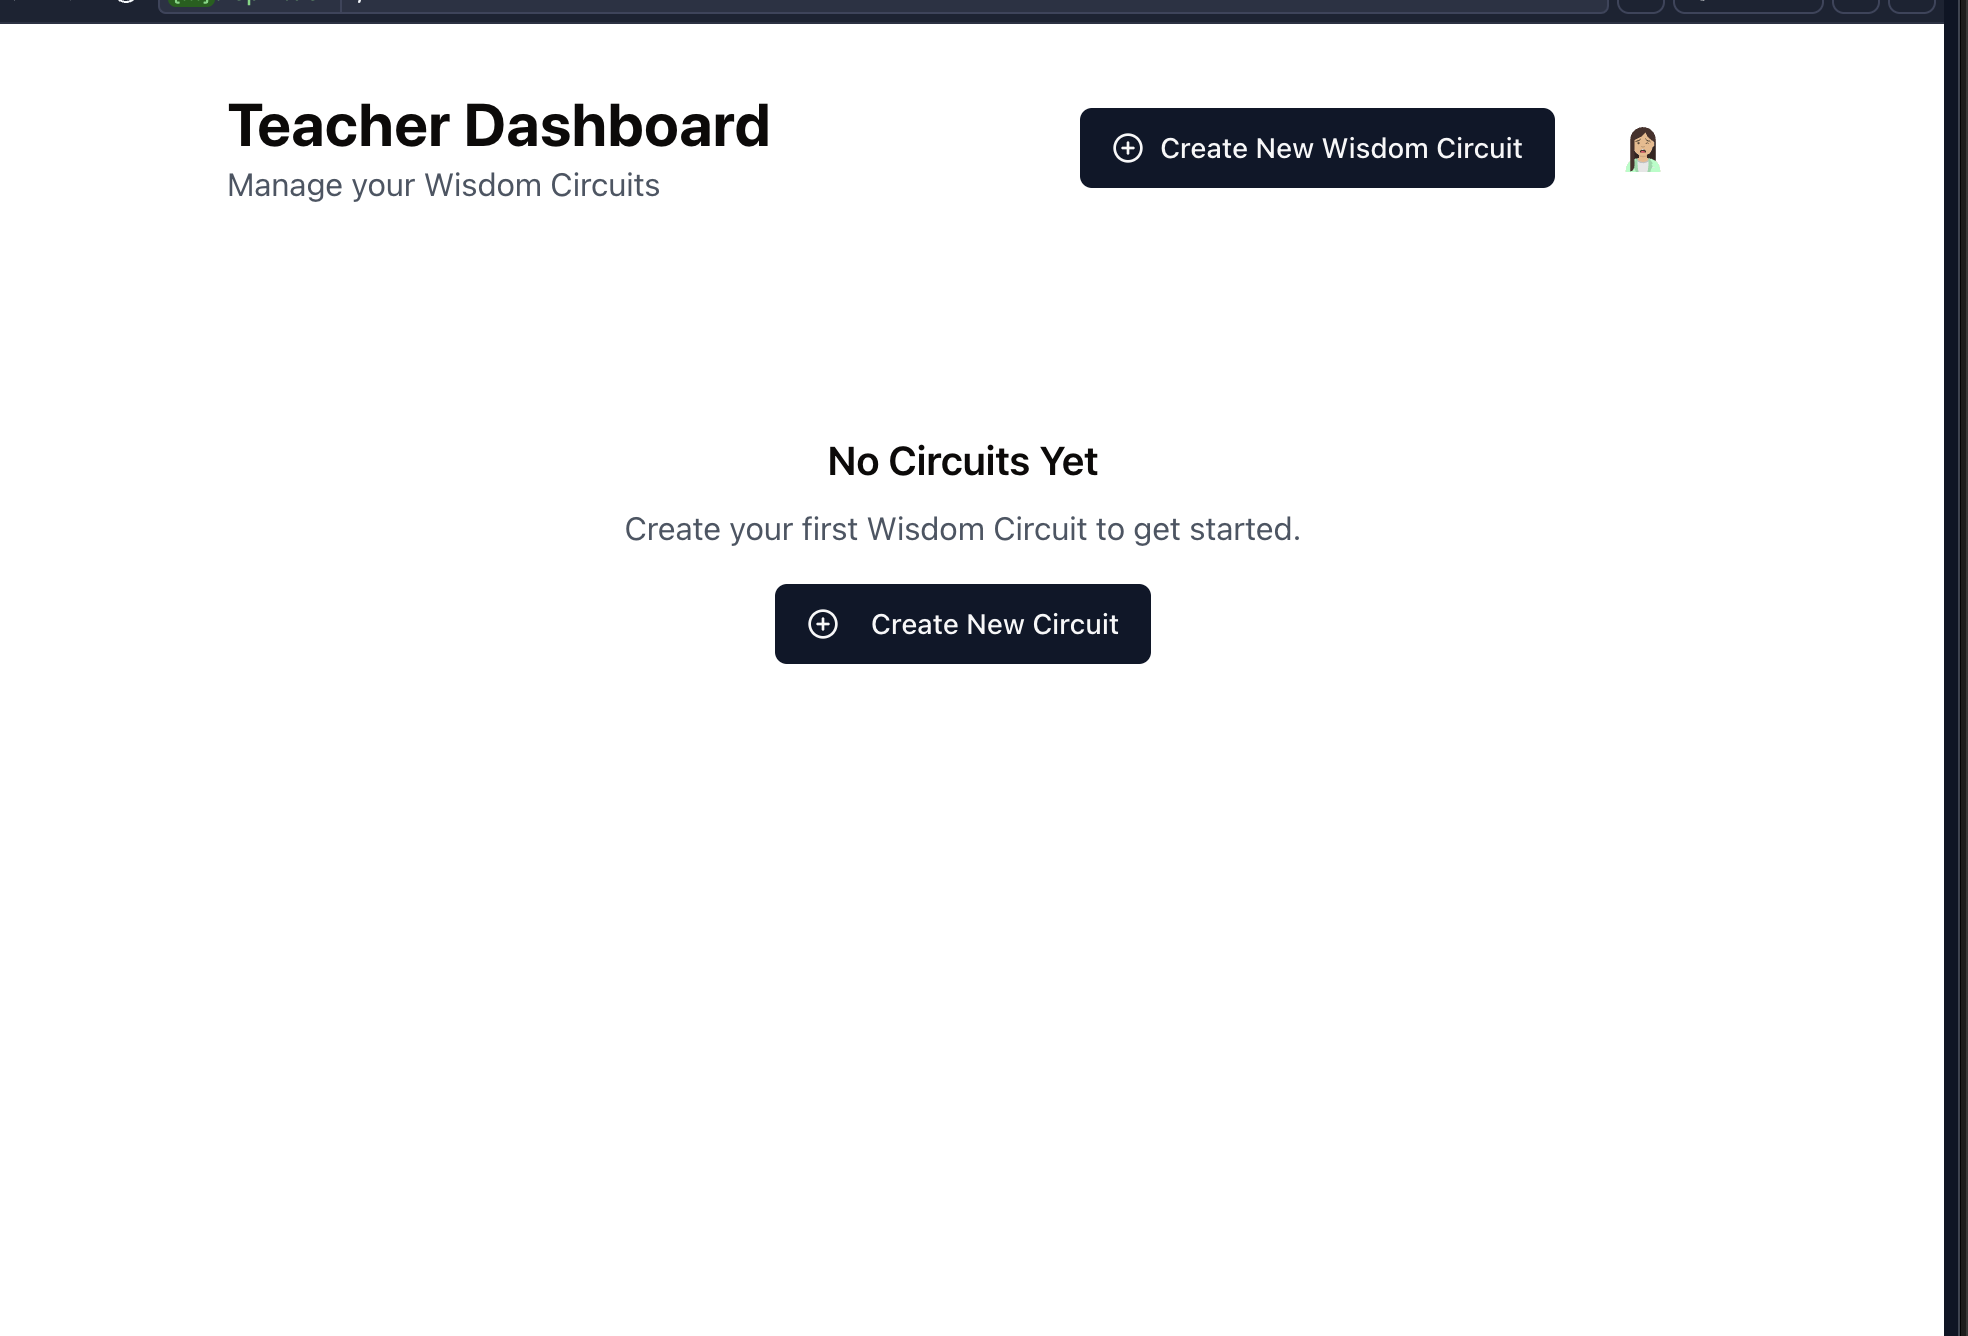 Teacher Dashboard
Manage your Wisdom Circuits
Create New Wisdom Circuit
No Circuits Yet
Create your first Wisdom Circuit to get started.
Create New Circuit